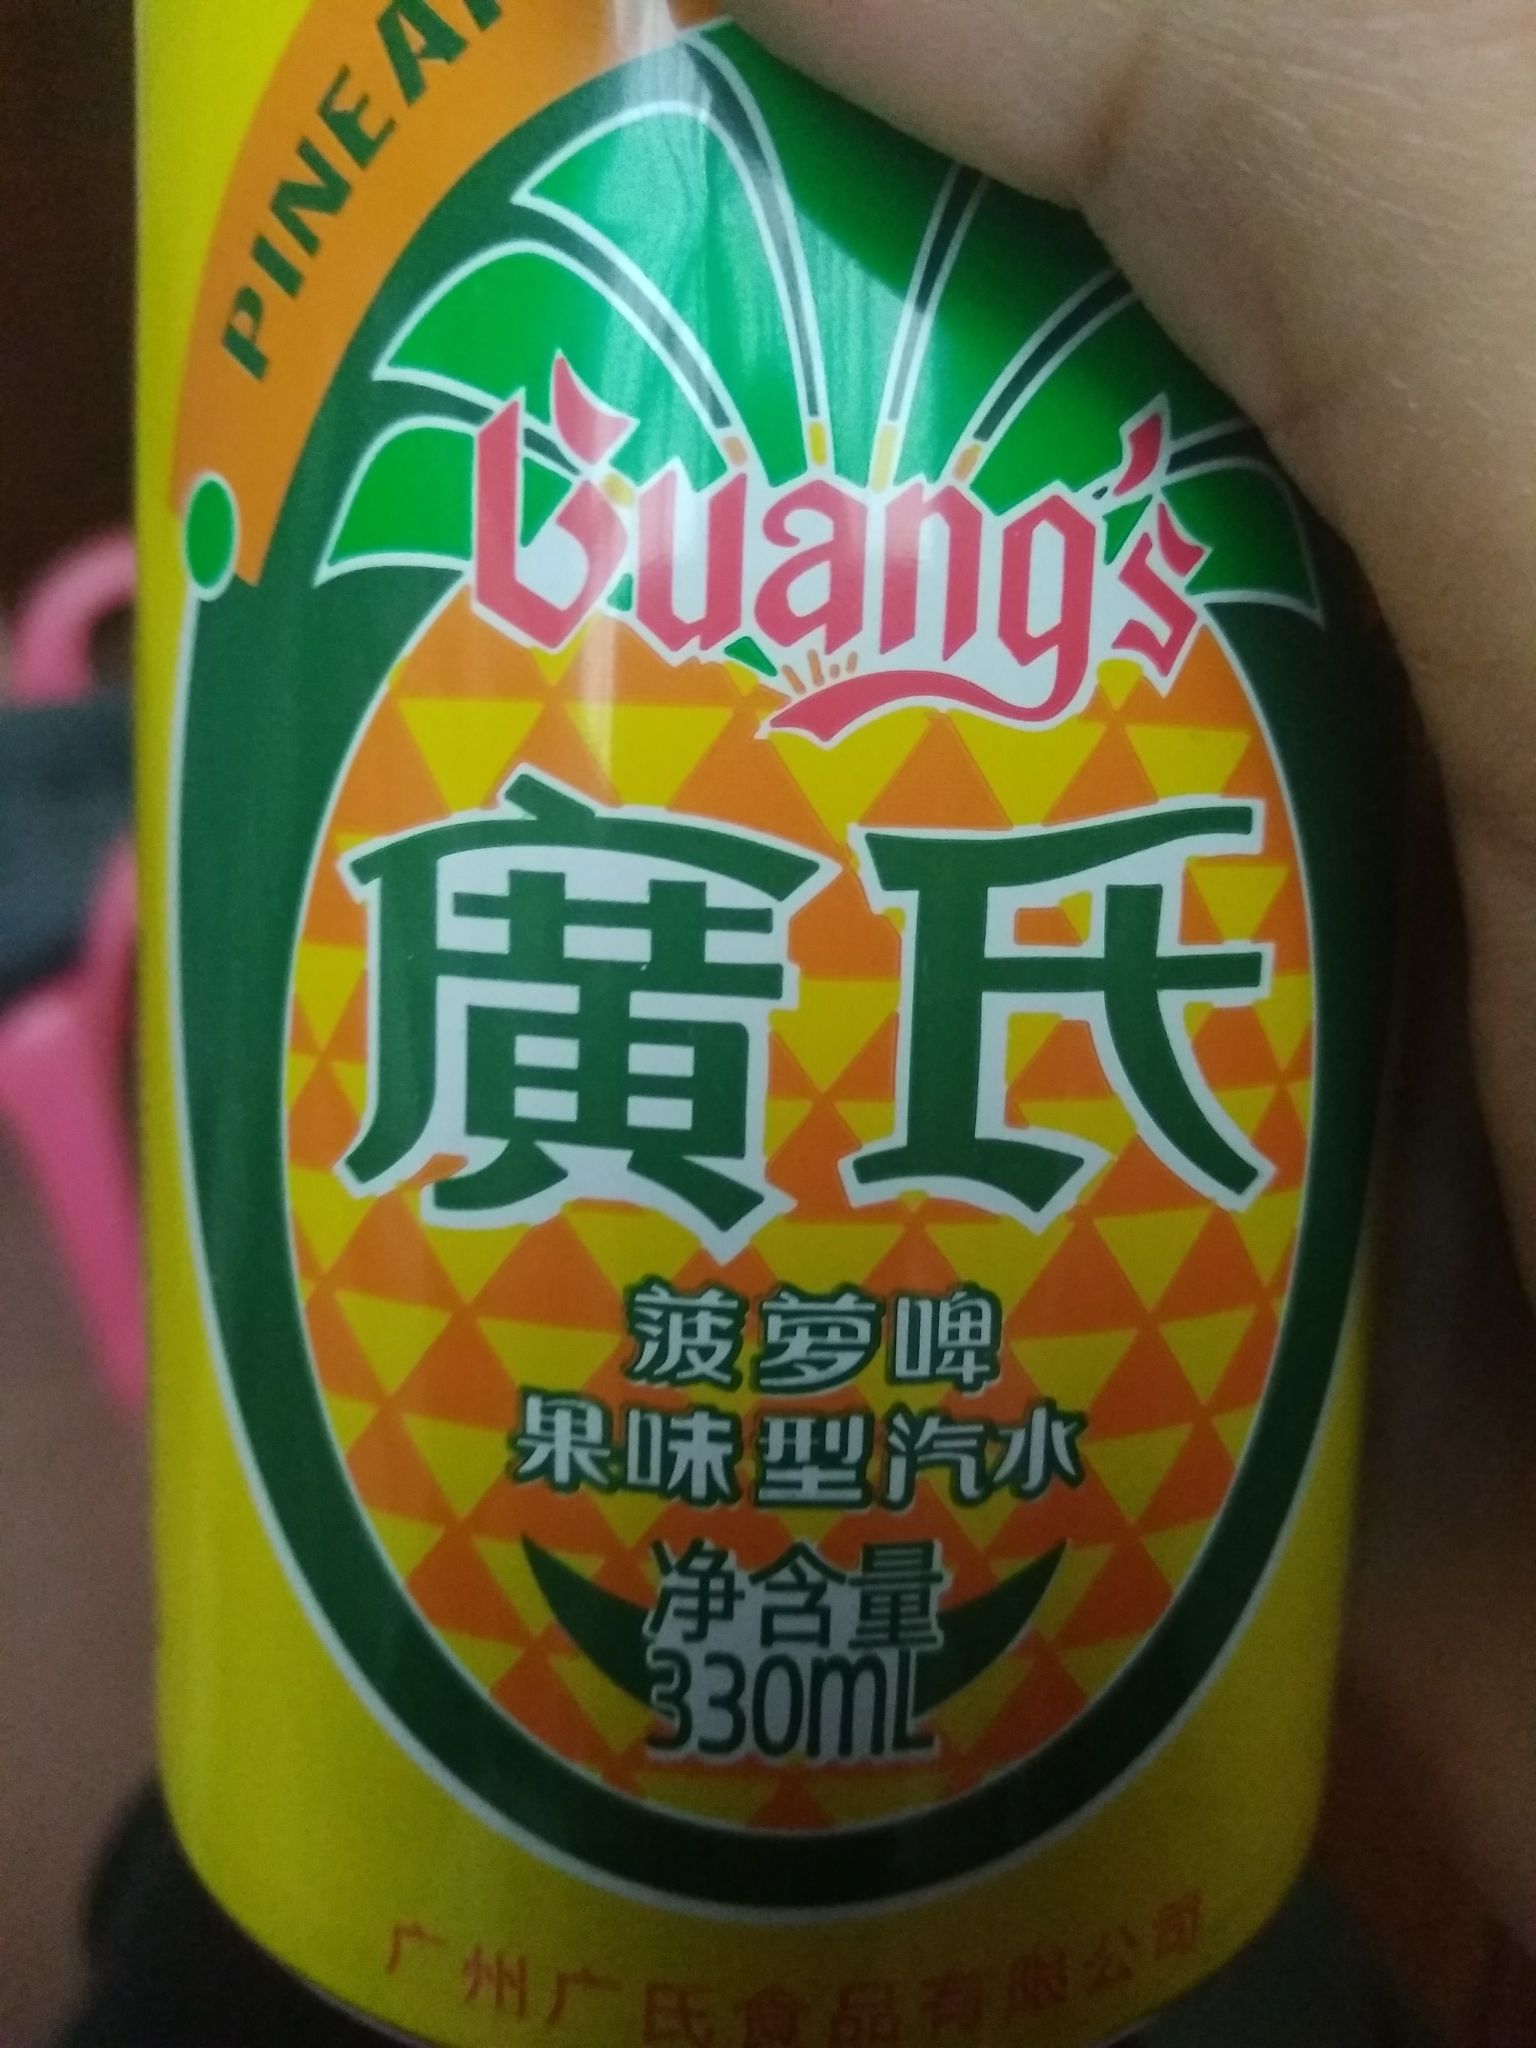 PINEA
Guang's
廣氏
菠萝啤
果味型汽水
净含量
330mL
广州广氏食品有限公司